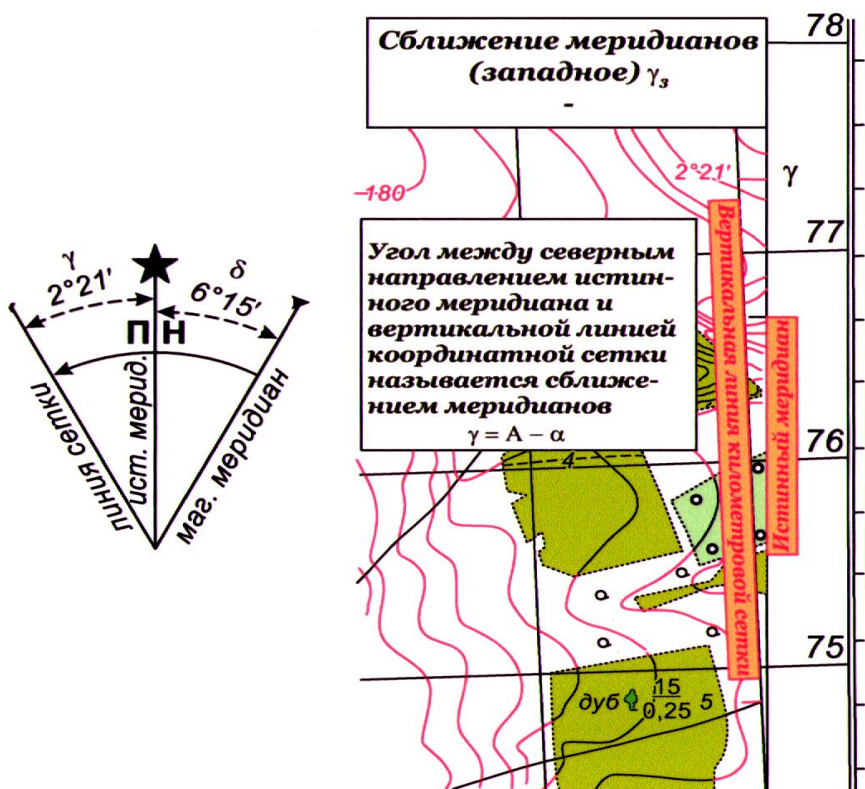 γ
2°21'
δ
6°15'
П Н
линия сетки
ист. мерид.
маг. меридиан
Сближение меридианов
(западное) γз
-
78
180
2°21'
γ
77
Угол между северным
направлением истин-
ного меридиана и
вертикальной линией
координатной сетки
называется сближе-
нием меридианов
γ = А – α
Вертикальная линия километровой сетки
Истинный меридиан
76
4
75
дуб 15 5
0,25